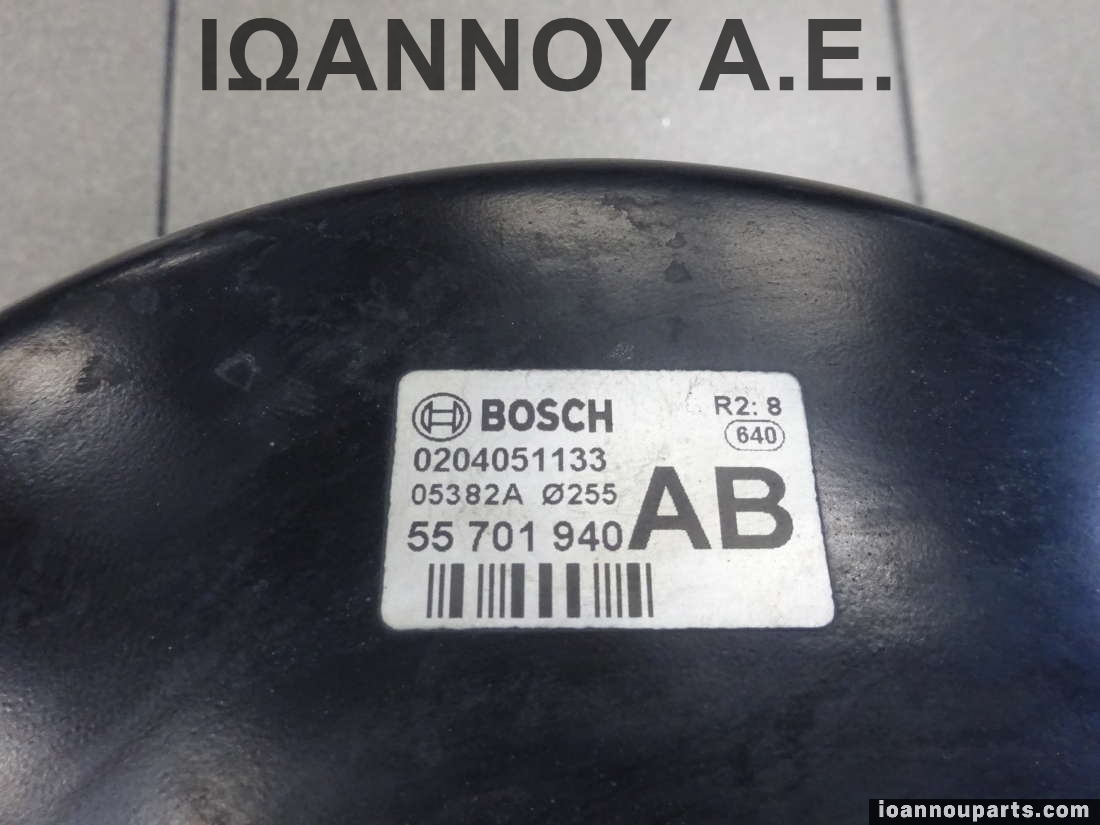 ΙΩΑΝΝΟΥ Α.Ε.
BOSCH R2: 8
640
0204051133
05382A Ø255
55 701 940 AB
ioannouparts.com